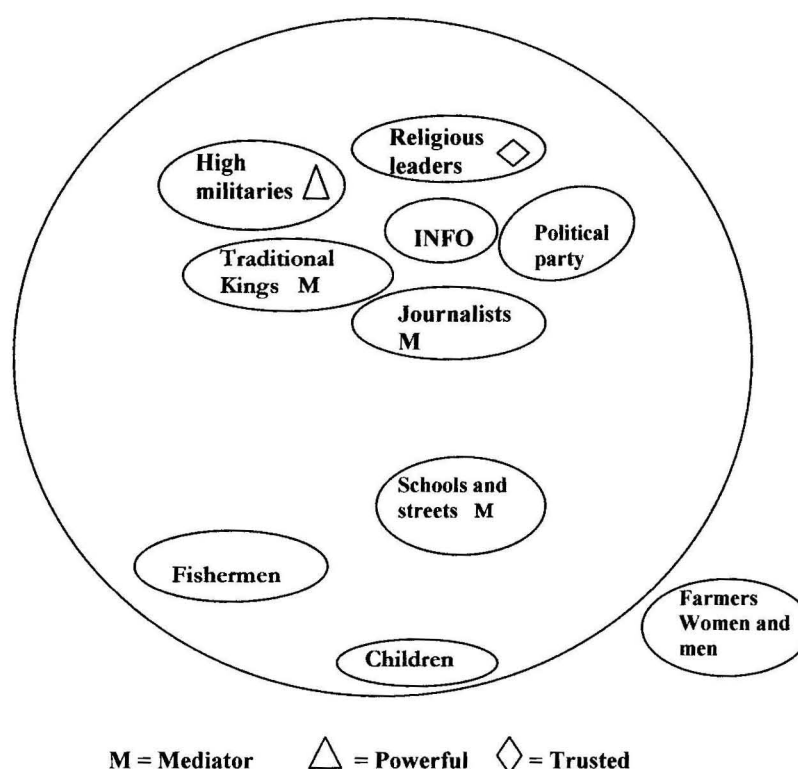 Religious
leaders
High
militaries
INFO
Political
party
Traditional
Kings M
Journalists
M
Schools and
streets M
Fishermen
Farmers
Women and
men
Children
M = Mediator
= Powerful
= Trusted